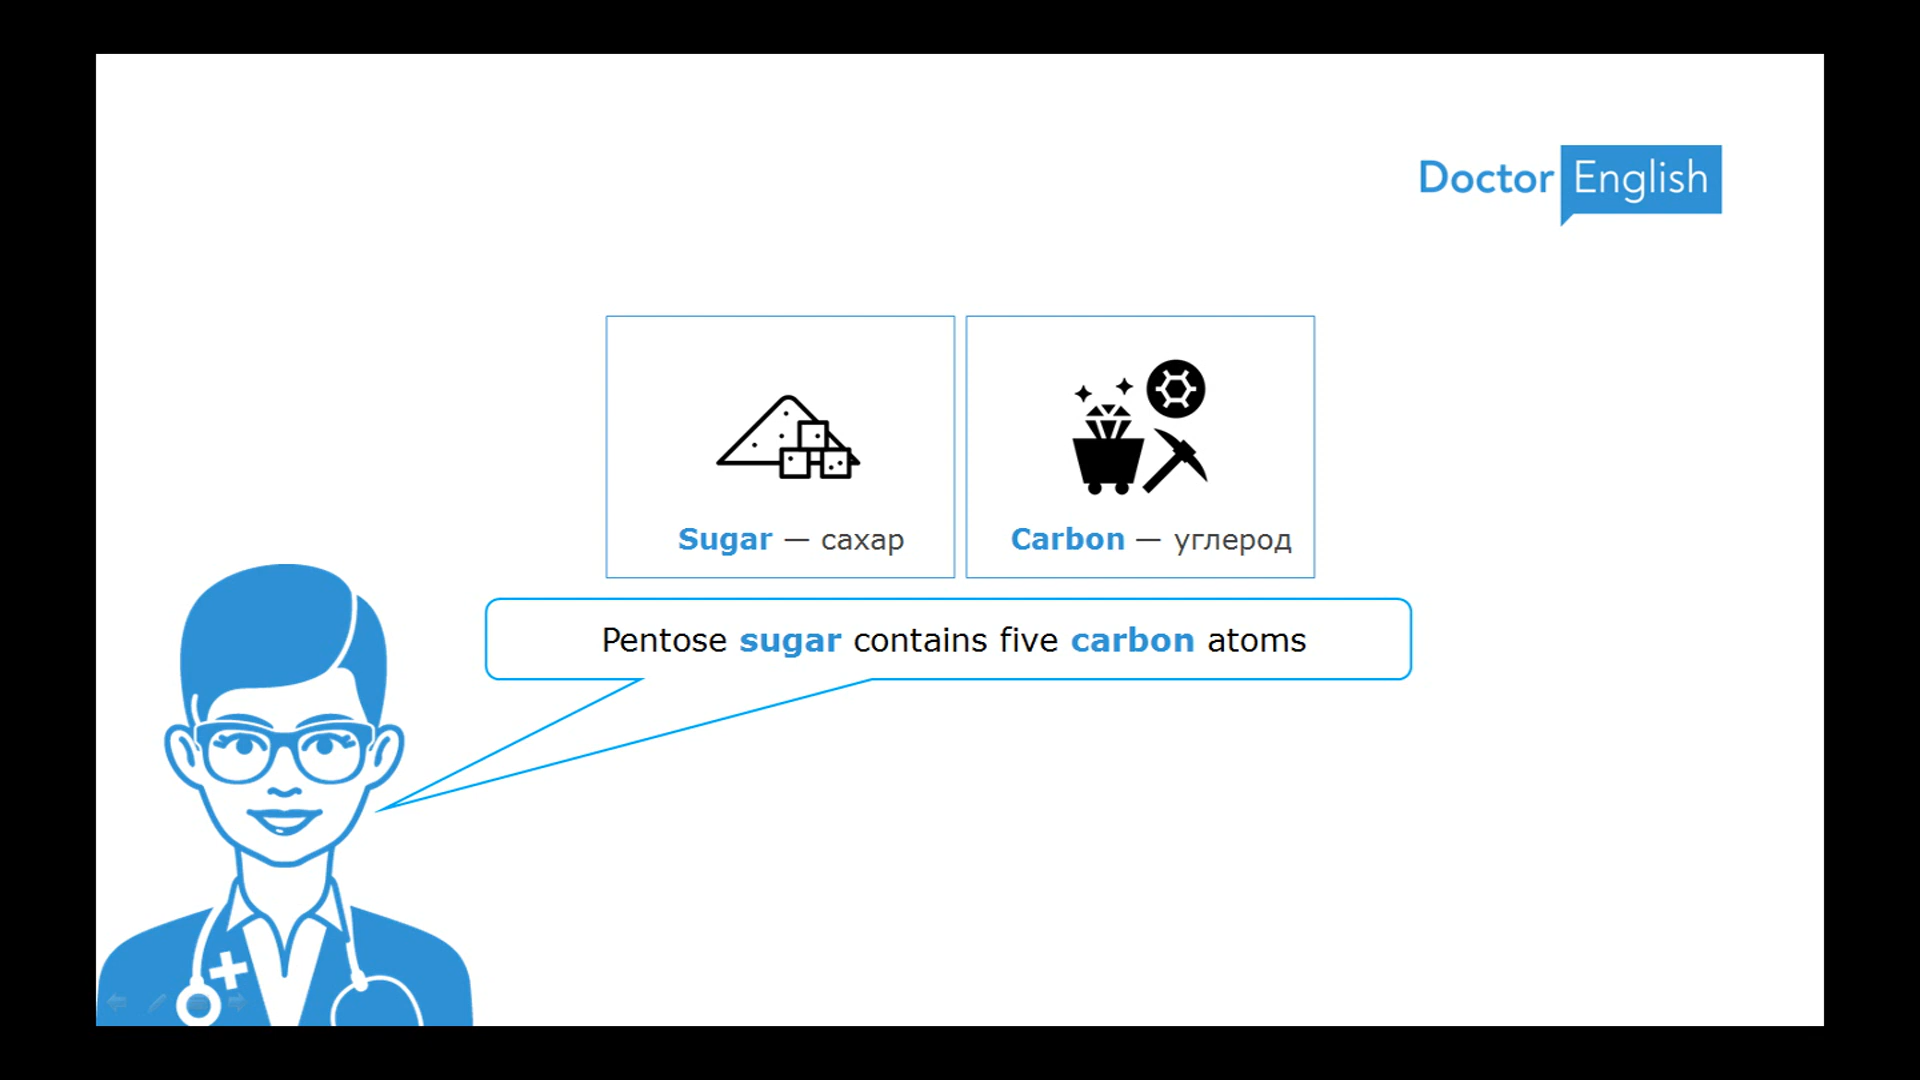 Doctor English
Sugar — сахар
Carbon — углерод
Pentose sugar contains five carbon atoms